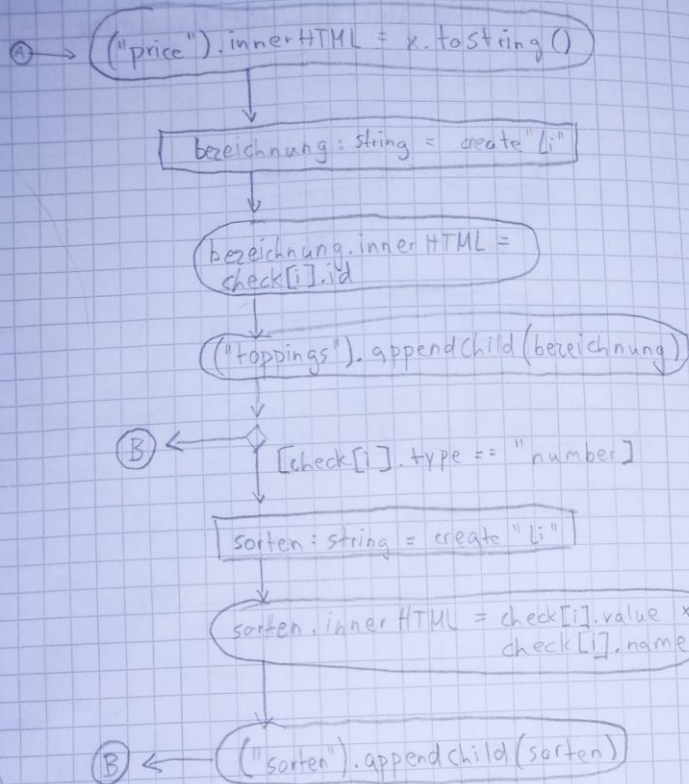 A
("price").innerHTML = x.toString()
bezeichnung : string = create "Li"
bezeichnung.innerHTML =
check[i].id
("toppings").appendchild(bezeichnung)
B
[check[i].type == "number]
sorten : string = create "Li"
sorten.innerHTML = check[i].value x
check[i].name
("sorten").appendchild(sorten)
B